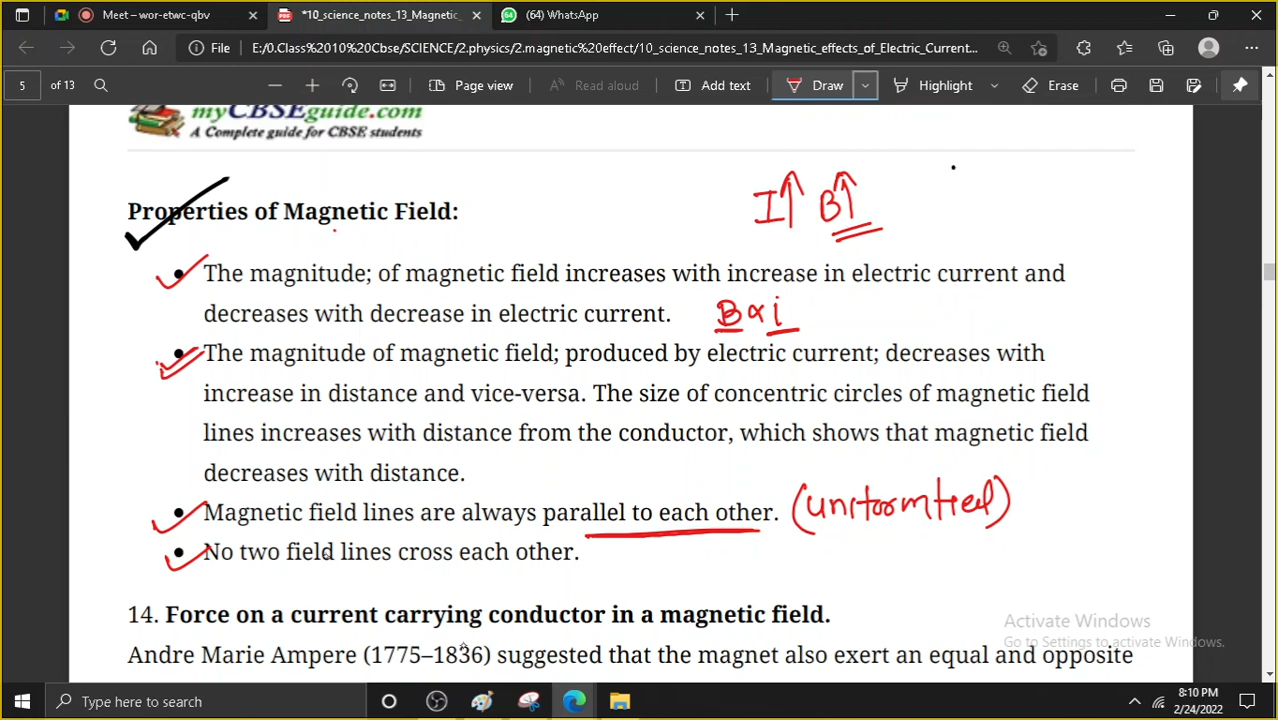 Meet – wor-etwc-qbv
*10_science_notes_13_Magnetic_
(64) WhatsApp
File
E:/0.Class%2010%20Cbse/SCIENCE/2.physics/2.magnetic%20effect/10_science_notes_13_Magnetic_effects_of_Electric_Current...
5 of 13
Page view
Read aloud
Add text
Draw
Highlight
Erase
myCBSEguide.com
A Complete guide for CBSE students
I↑ B↑
Properties of Magnetic Field:
• The magnitude; of magnetic field increases with increase in electric current and
decreases with decrease in electric current. B∝i
• The magnitude of magnetic field; produced by electric current; decreases with
increase in distance and vice-versa. The size of concentric circles of magnetic field
lines increases with distance from the conductor, which shows that magnetic field
decreases with distance.
• Magnetic field lines are always parallel to each other. (uniform field)
• No two field lines cross each other.
14. Force on a current carrying conductor in a magnetic field.
Andre Marie Ampere (1775–1836) suggested that the magnet also exert an equal and opposite
Activate Windows
Go to Settings to activate Windows.
Type here to search
8:10 PM
2/24/2022